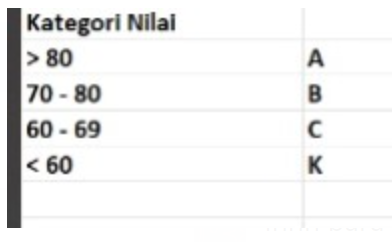 Kategori Nilai
> 80 A
70 - 80 B
60 - 69 C
< 60 K